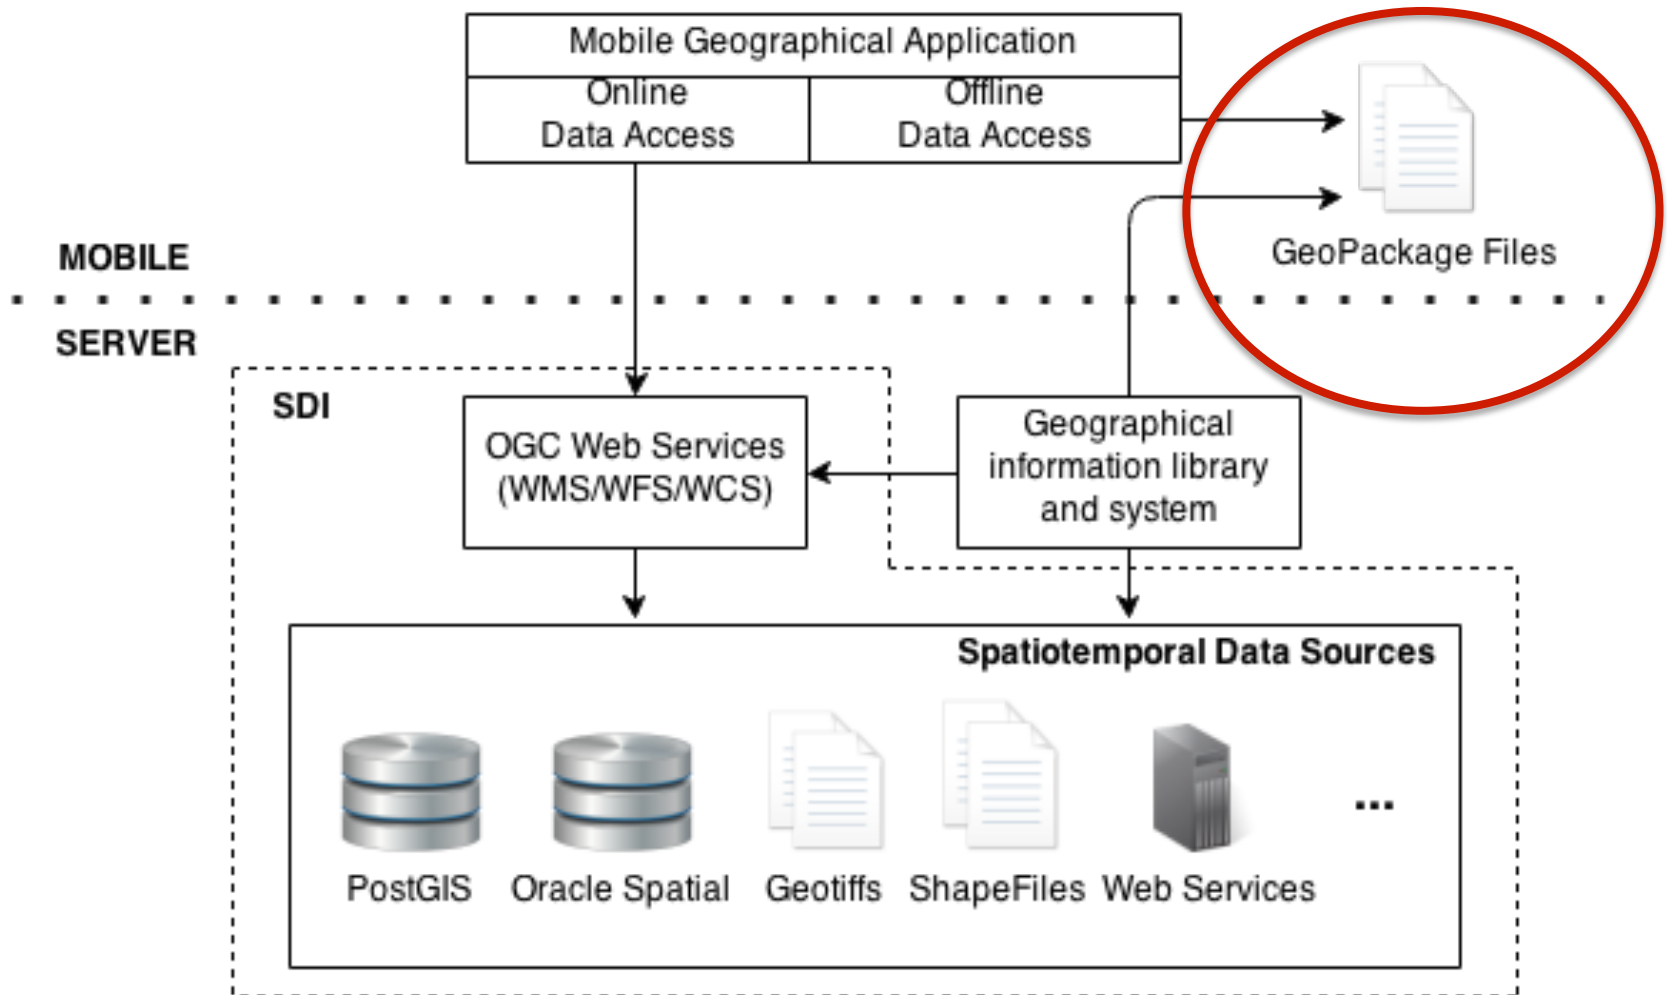 Mobile Geographical Application
Online
Data Access
Offline
Data Access
GeoPackage Files
MOBILE
SERVER
SDI
OGC Web Services
(WMS/WFS/WCS)
Geographical
information library
and system
Spatiotemporal Data Sources
PostGIS
Oracle Spatial
Geotiffs
ShapeFiles
Web Services
...